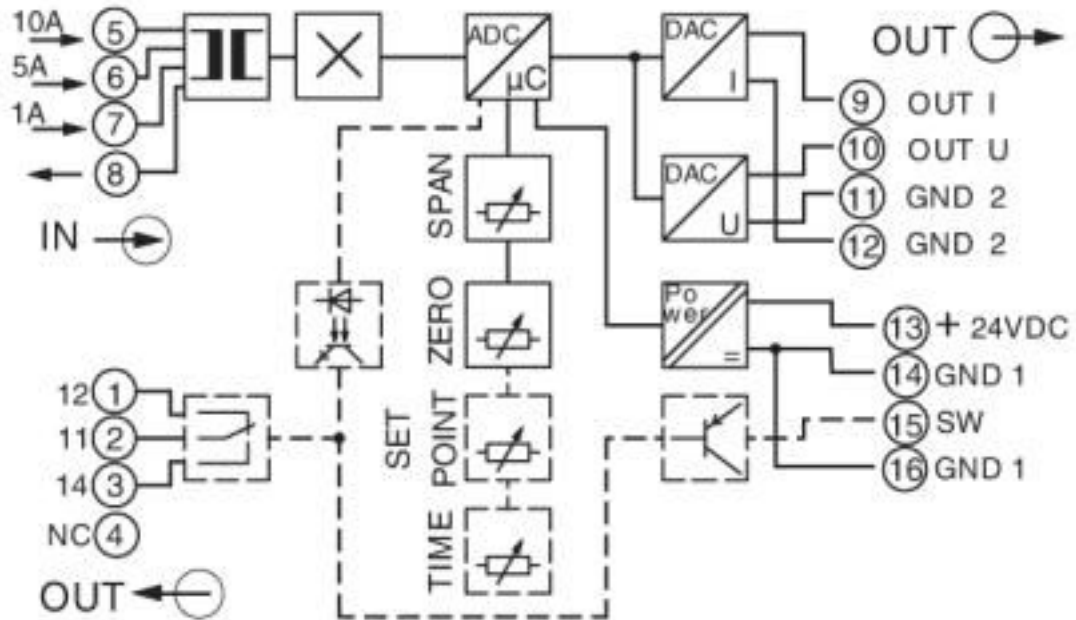 10A 5
5A 6
1A 7
8
IN
ADC
µC
DAC
I
OUT
9 OUT I
10 OUT U
11 GND 2
12 GND 2
DAC
U
SPAN
ZERO
SET
POINT
TIME
Po
wer
=
13 + 24VDC
14 GND 1
15 SW
16 GND 1
12 1
11 2
14 3
NC 4
OUT